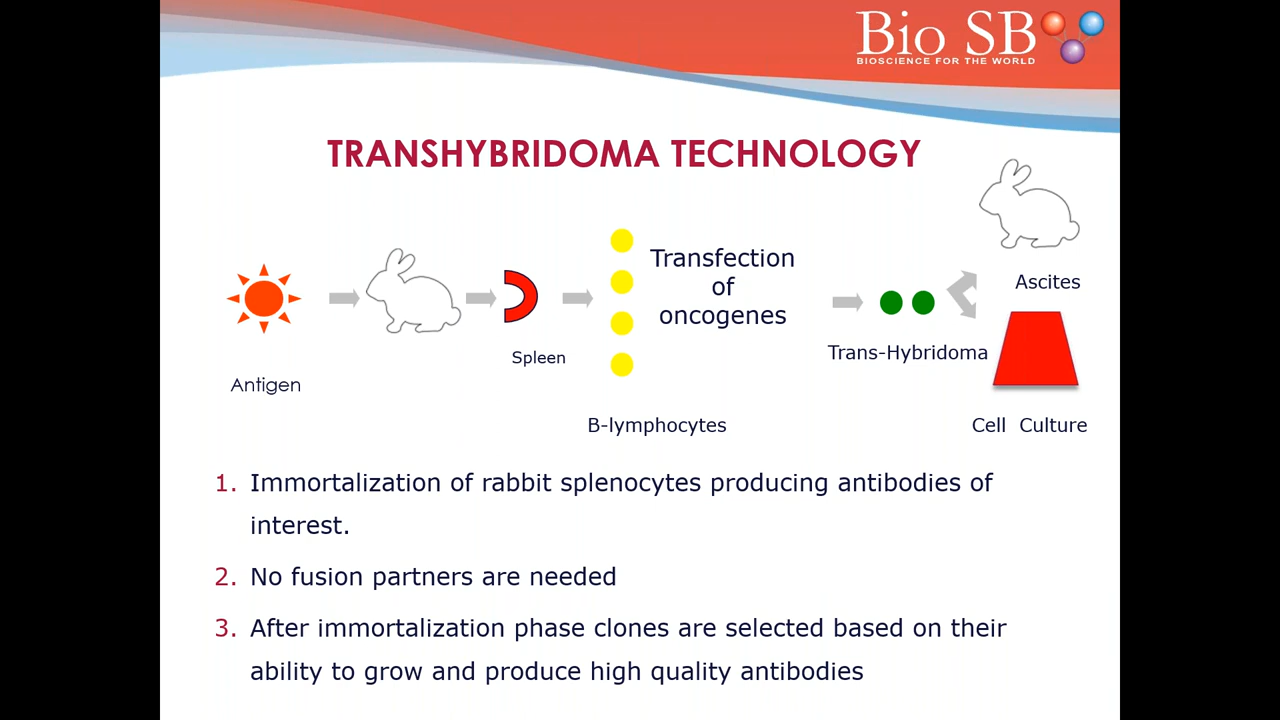 Bio SB
BIOSCIENCE FOR THE WORLD
TRANSHYBRIDOMA TECHNOLOGY
Antigen
Spleen
B-lymphocytes
Transfection
of
oncogenes
Trans-Hybridoma
Ascites
Cell Culture
1. Immortalization of rabbit splenocytes producing antibodies of
interest.
2. No fusion partners are needed
3. After immortalization phase clones are selected based on their
ability to grow and produce high quality antibodies